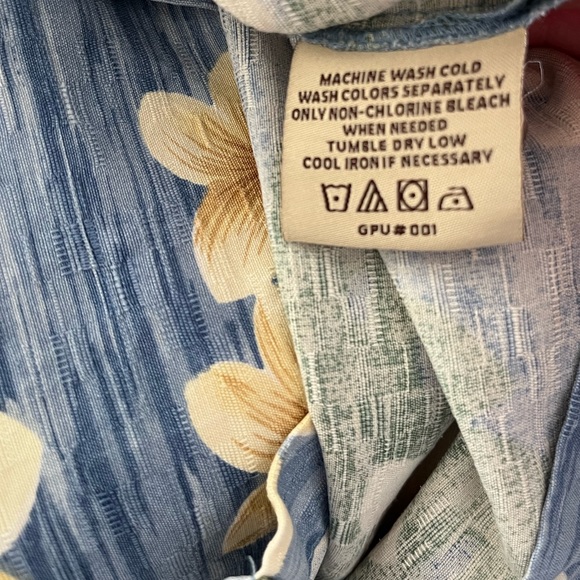 MACHINE WASH COLD
WASH COLORS SEPARATELY
ONLY NON-CHLORINE BLEACH
WHEN NEEDED
TUMBLE DRY LOW
COOL IRON IF NECESSARY
GPU# 001